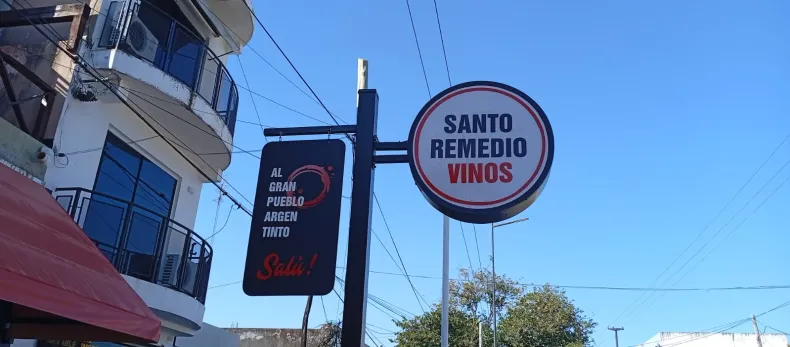 AL
GRAN
PUEBLO
ARGEN
TINTO
Salú!
SANTO
REMEDIO
VINOS